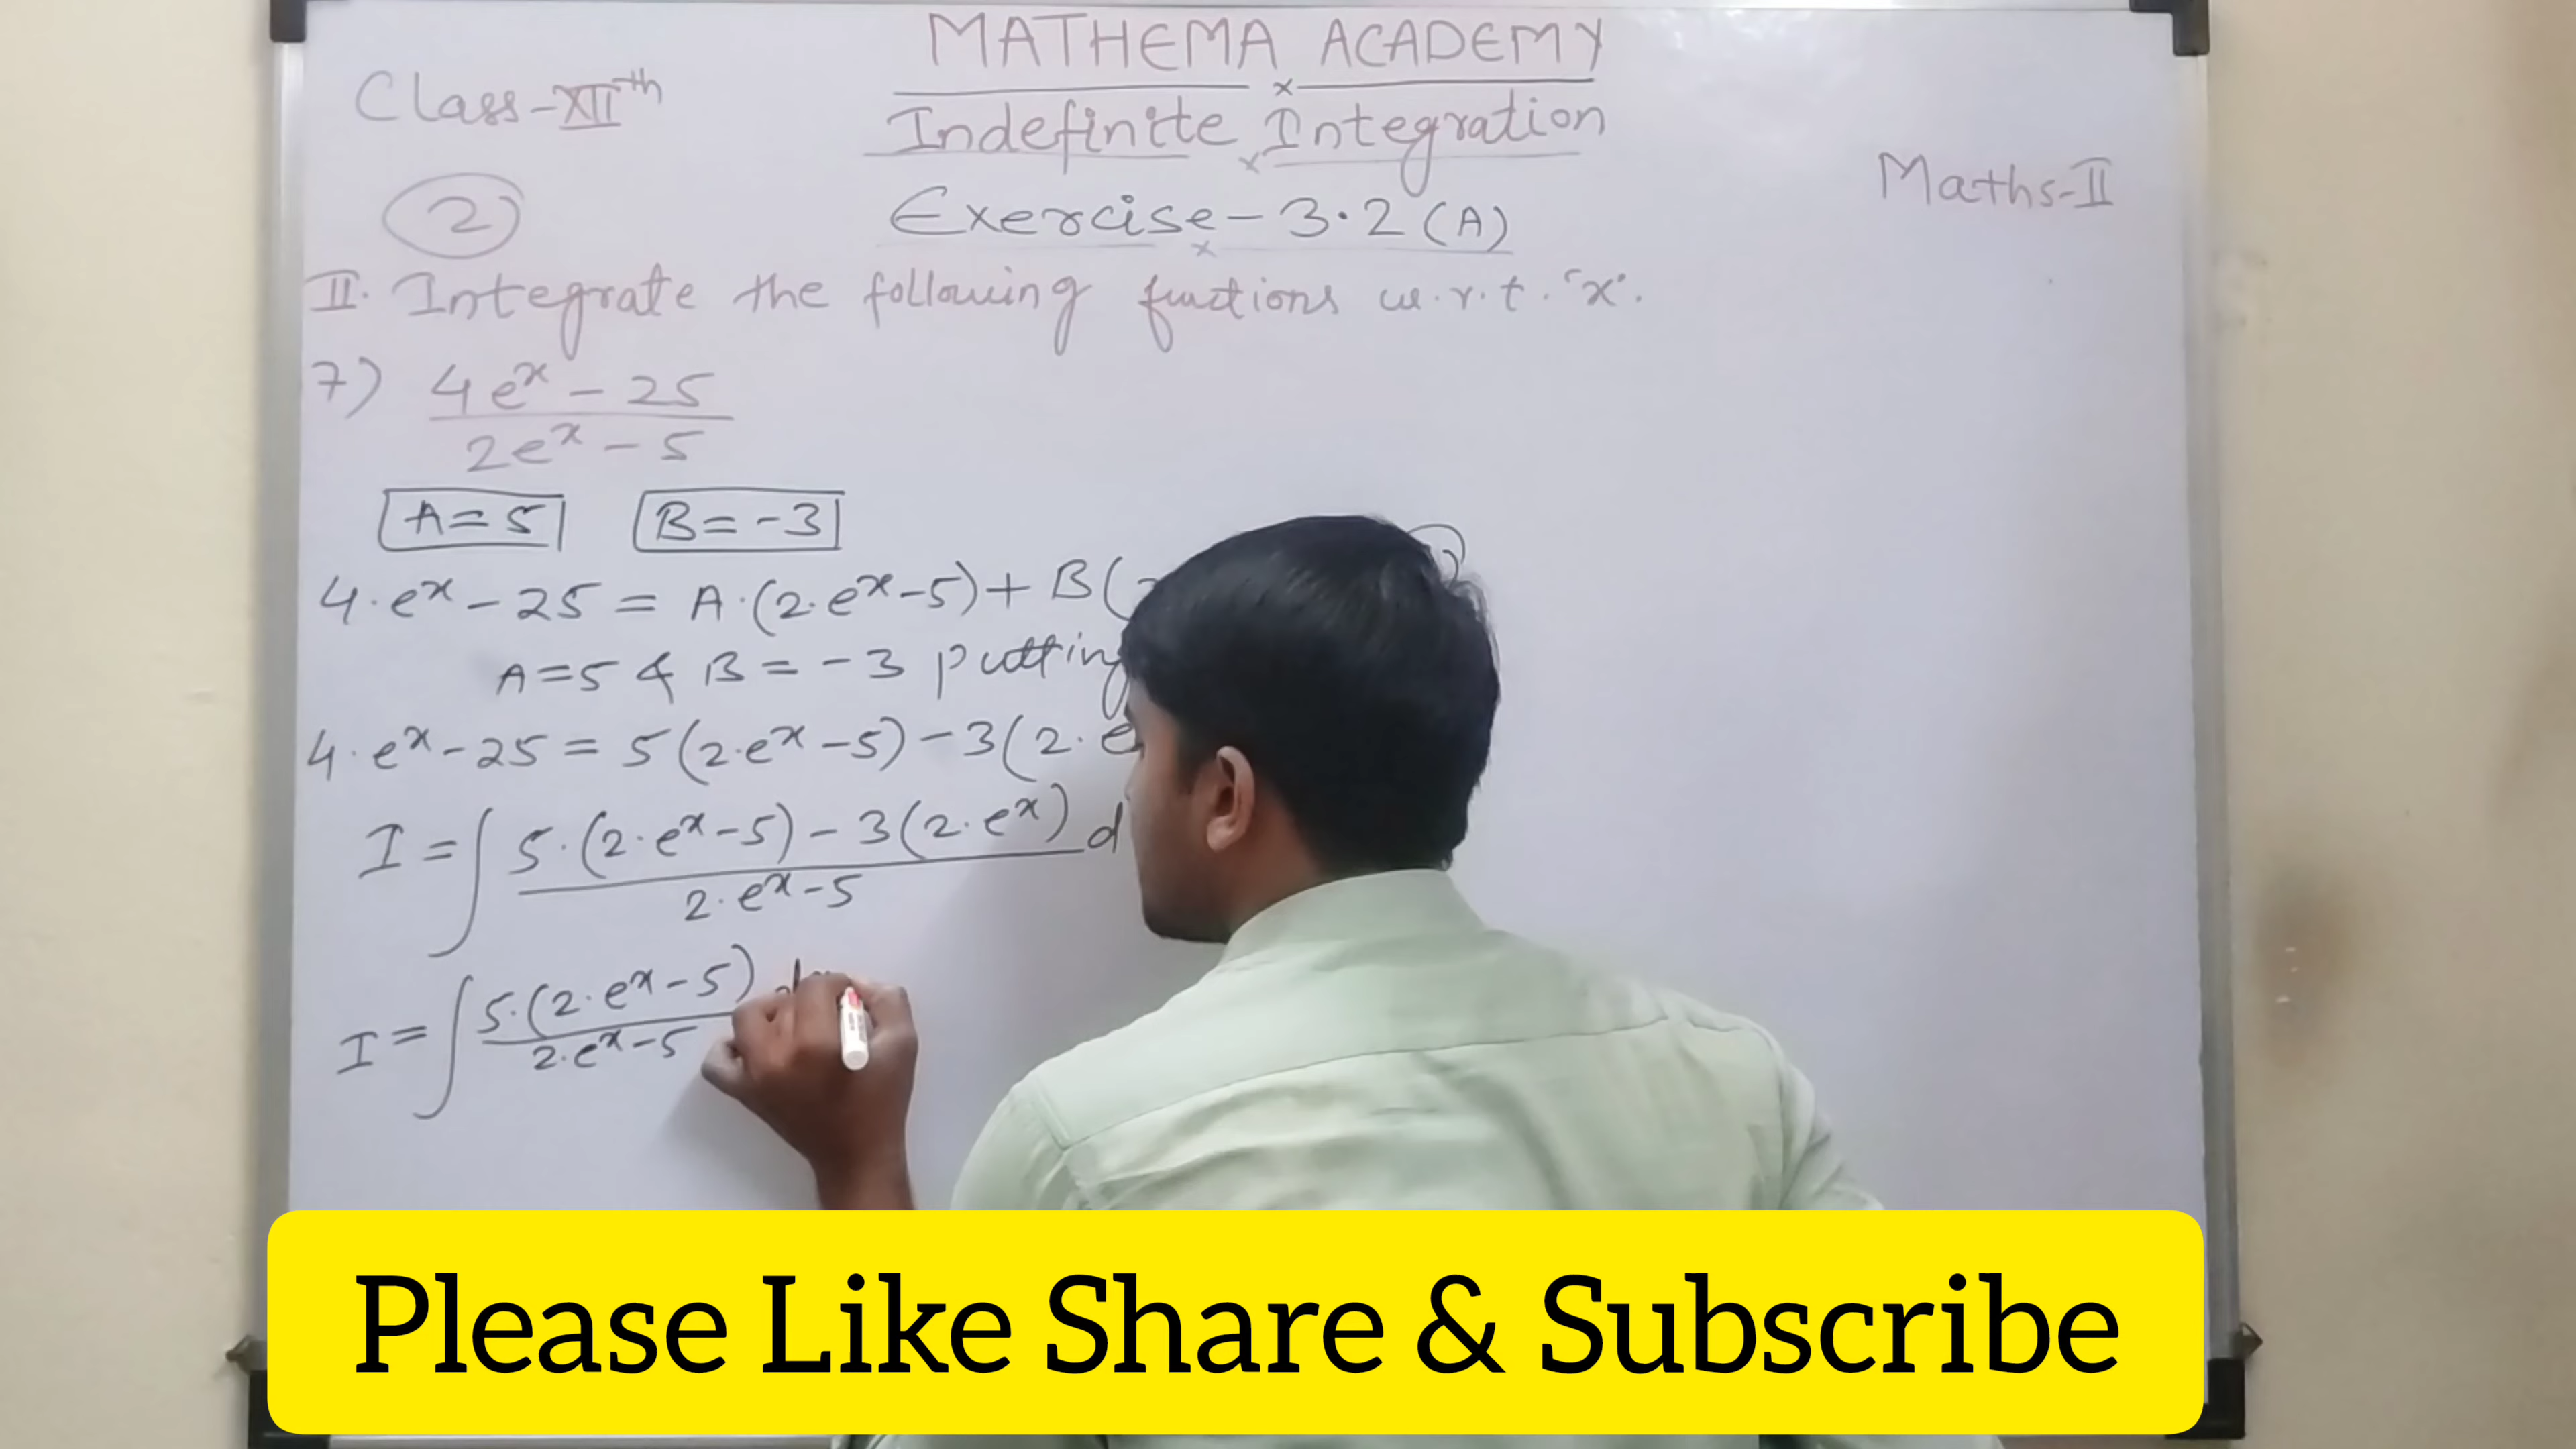 MATHEMA ACADEMY
Class-XIIth
Indefinite Integration
Maths-II
2
Exercise-3.2(A)
II. Integrate the following functions w.r.t. 'x'.
7) 4e^x - 25
2e^x - 5
A=5 B=-3
4·e^x-25 = A·(2·e^x-5)+B(
A=5 & B=-3 putting
4·e^x-25 = 5(2·e^x-5)-3(2·e
I = ∫ 5·(2·e^x-5)-3(2·e^x) d
2·e^x-5
I = ∫ 5·(2·e^x-5)
2·e^x-5
Please Like Share & Subscribe